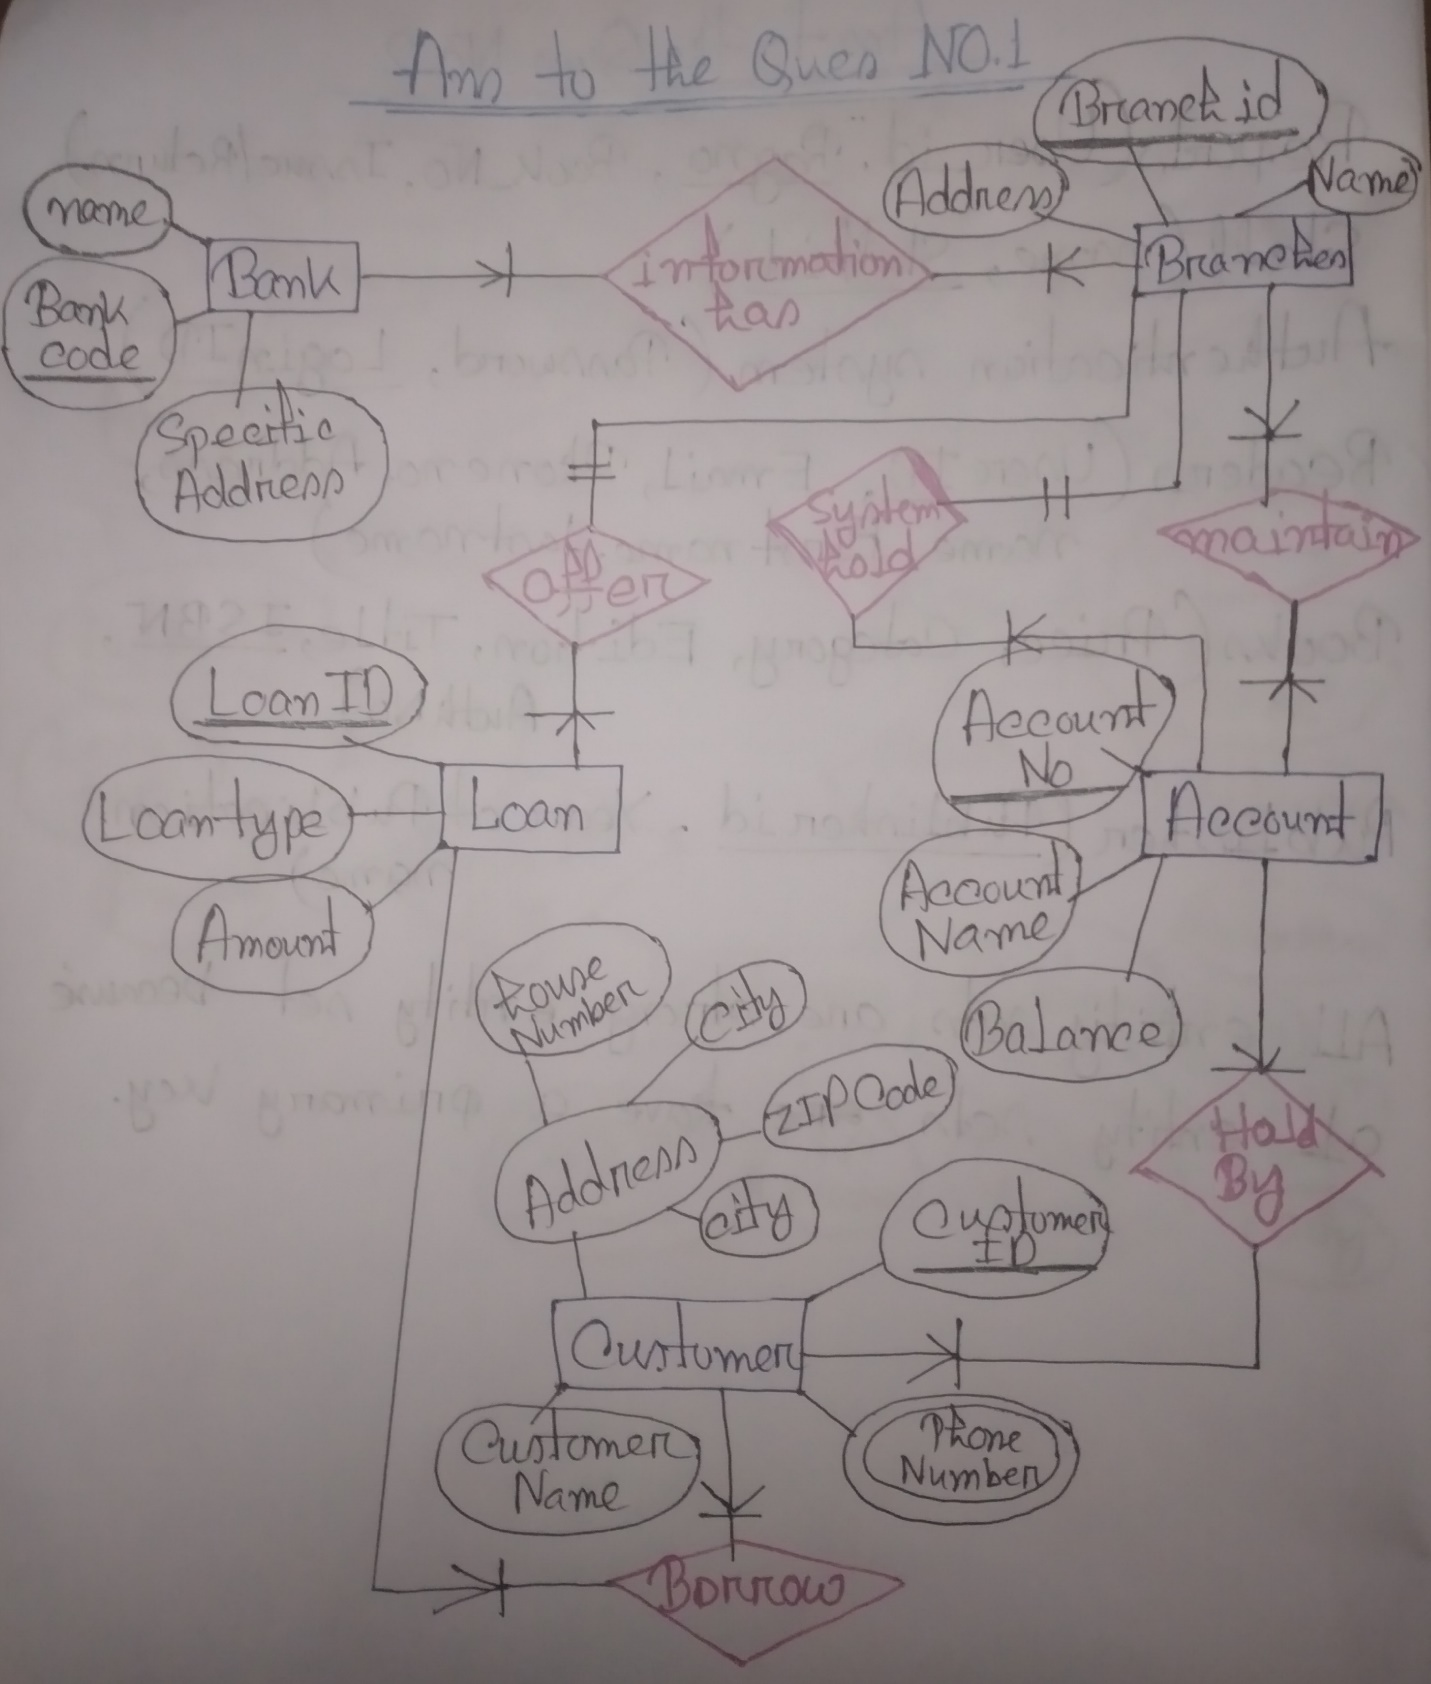 Ans to the Ques NO.1
Branch id
Address
Name
name
Bank
information
has
Branches
Bank
code
Specific
Address
System
hold
maintain
offer
Loan ID
Account
No
Loan type
Loan
Account
Amount
Account
Name
House
Number
City
Balance
ZIP Code
Address
city
Hold
By
Customer
ID
Customer
Customer
Name
Phone
Number
Borrow